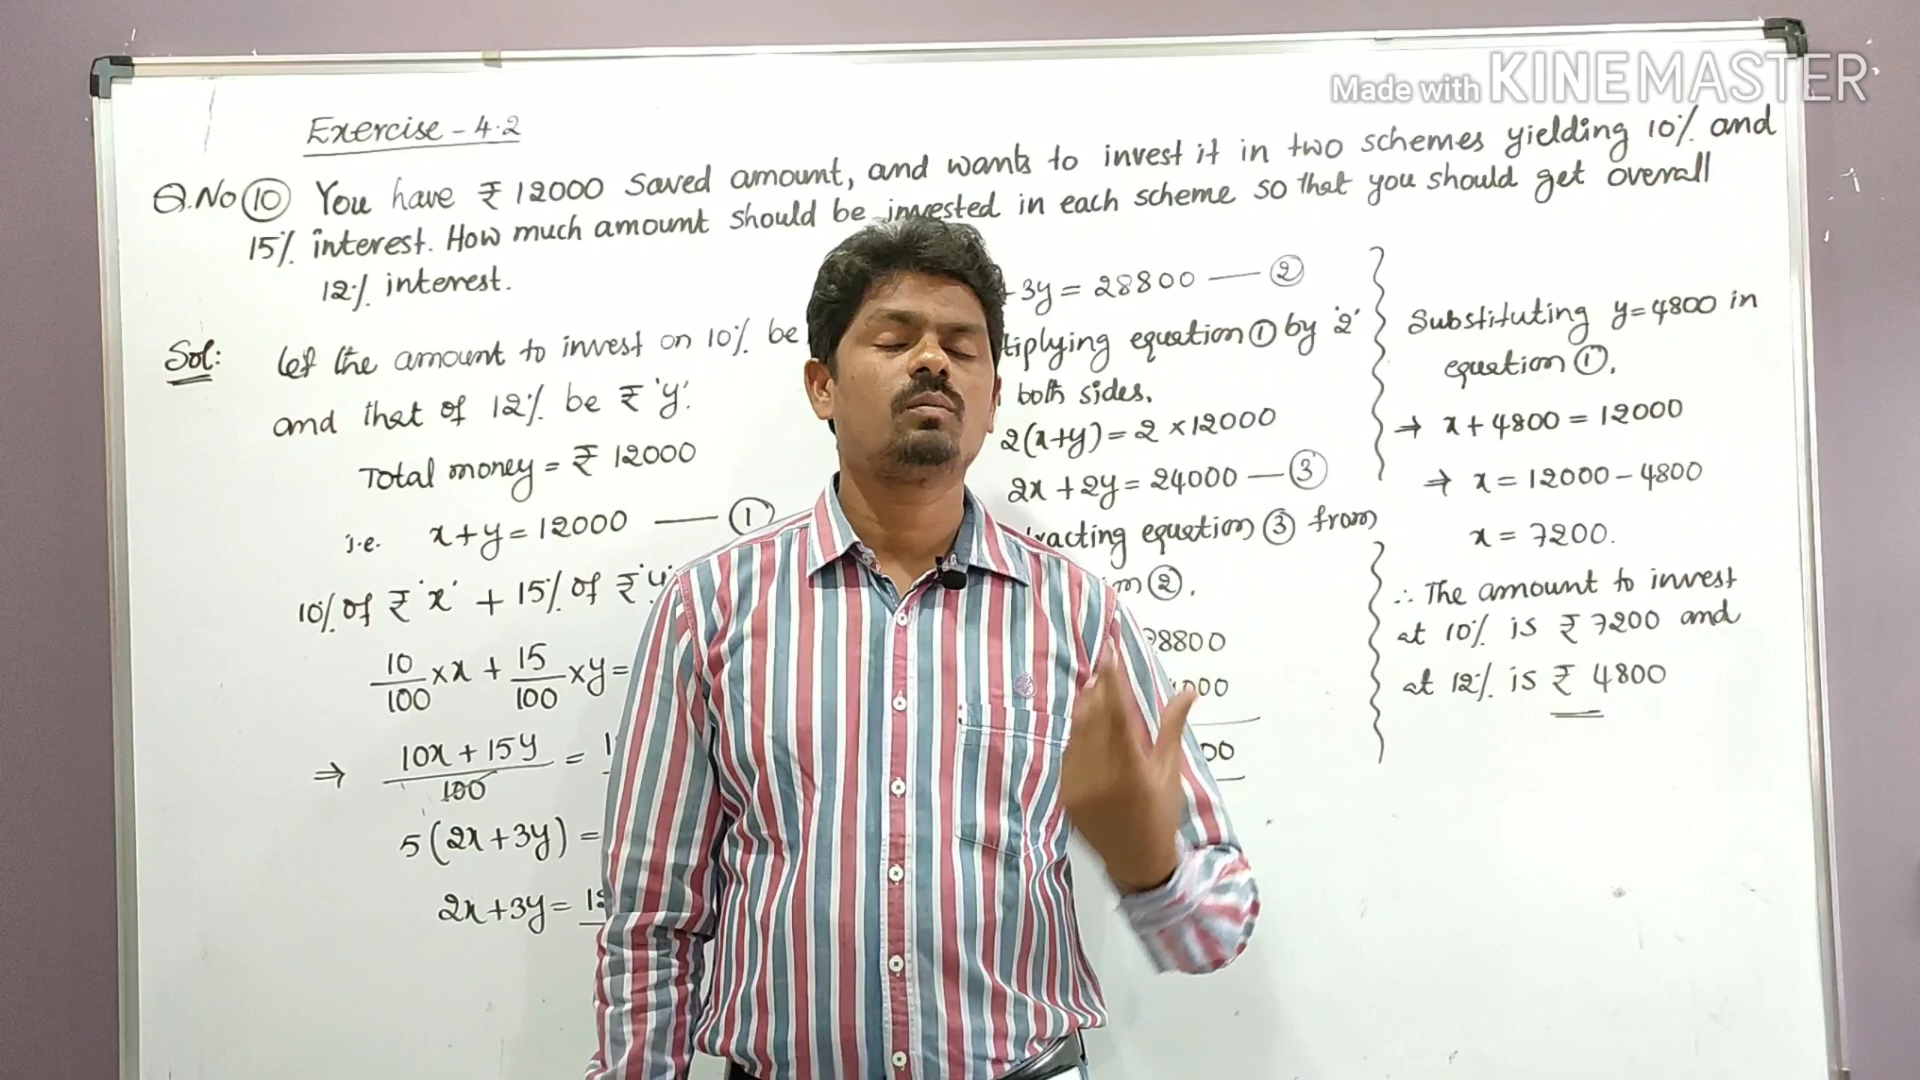 Made with KINEMASTER
Exercise - 4.2
Q.No 10 You have ₹ 12000 saved amount, and wants to invest it in two schemes yielding 10% and
15% interest. How much amount should be invested in each scheme so that you should get overall
12% interest.
Sol: let the amount to invest on 10% be
and that of 12% be ₹ 'y'.
Total money = ₹ 12000
i.e. x + y = 12000 — 1
10% of ₹ 'x' + 15% of ₹ 'y'
10/100 × x + 15/100 × y =
⇒ 10x + 15y / 100 =
5(2x + 3y) =
2x + 3y =
+ 3y = 28800 — 2
tiplying equation 1 by '2'
both sides.
2(x+y) = 2 × 12000
2x + 2y = 24000 — 3
racting equation 3 from
2.
8800
000
00
Substituting y = 4800 in
equation 1,
⇒ x + 4800 = 12000
⇒ x = 12000 - 4800
x = 7200.
∴ The amount to invest
at 10% is ₹ 7200 and
at 12% is ₹ 4800